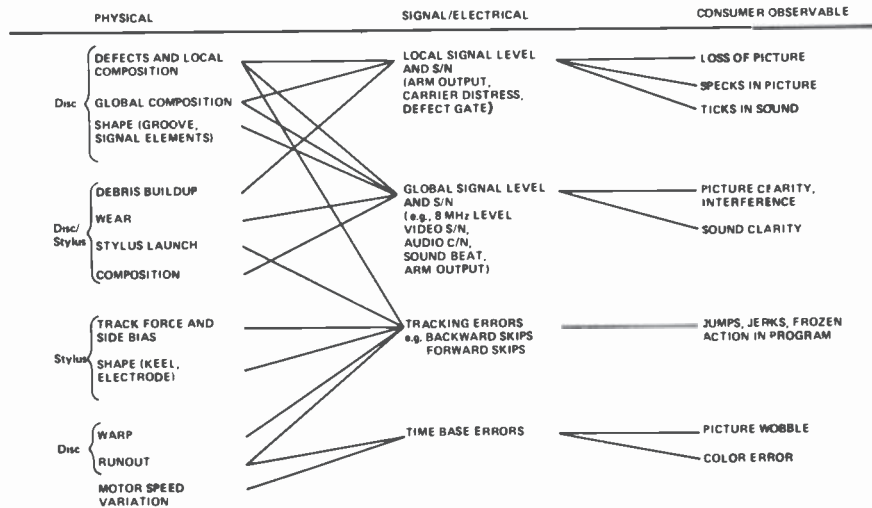 PHYSICAL
SIGNAL/ELECTRICAL
CONSUMER OBSERVABLE
Disc
DEFECTS AND LOCAL
COMPOSITION
GLOBAL COMPOSITION
SHAPE (GROOVE,
SIGNAL ELEMENTS)
Disc/
Stylus
DEBRIS BUILDUP
WEAR
STYLUS LAUNCH
COMPOSITION
Stylus
TRACK FORCE AND
SIDE BIAS
SHAPE (KEEL,
ELECTRODE)
Disc
WARP
RUNOUT
MOTOR SPEED
VARIATION
LOCAL SIGNAL LEVEL
AND S/N
(ARM OUTPUT,
CARRIER DISTRESS,
DEFECT GATE)
GLOBAL SIGNAL LEVEL
AND S/N
(e.g., 8 MHz LEVEL
VIDEO S/N,
AUDIO C/N,
SOUND BEAT,
ARM OUTPUT)
TRACKING ERRORS
e.g. BACKWARD SKIPS
FORWARD SKIPS
TIME BASE ERRORS
LOSS OF PICTURE
SPECKS IN PICTURE
TICKS IN SOUND
PICTURE CLARITY,
INTERFERENCE
SOUND CLARITY
JUMPS, JERKS, FROZEN
ACTION IN PROGRAM
PICTURE WOBBLE
COLOR ERROR